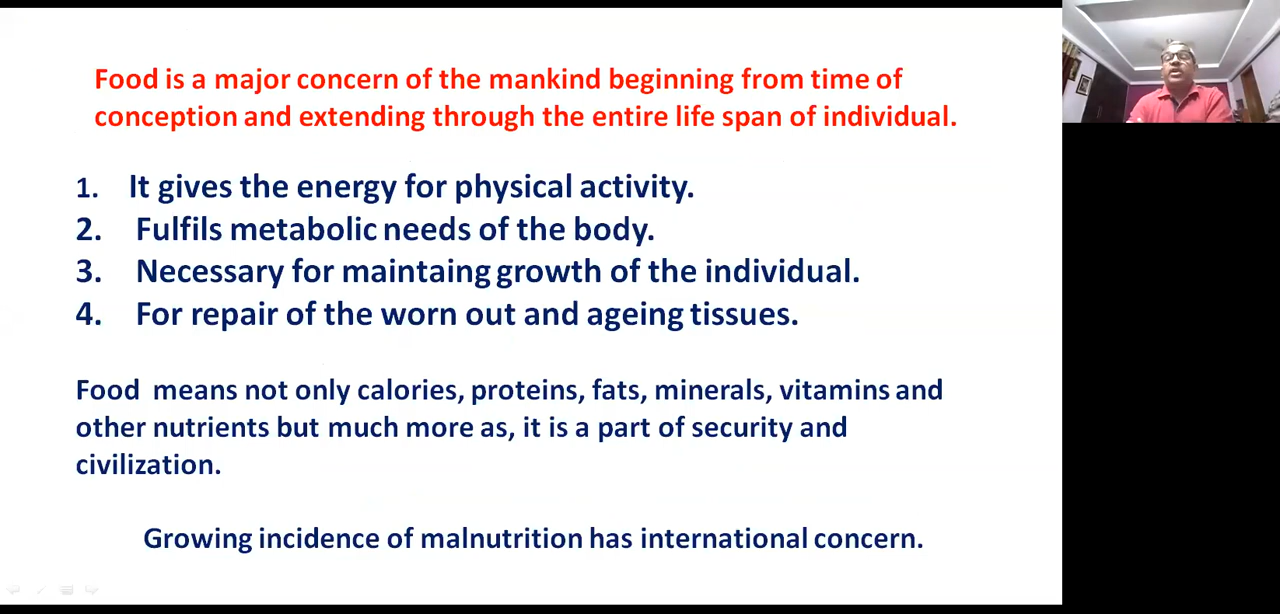 Food is a major concern of the mankind beginning from time of
conception and extending through the entire life span of individual.
1. It gives the energy for physical activity.
2. Fulfils metabolic needs of the body.
3. Necessary for maintaing growth of the individual.
4. For repair of the worn out and ageing tissues.
Food means not only calories, proteins, fats, minerals, vitamins and
other nutrients but much more as, it is a part of security and
civilization.
Growing incidence of malnutrition has international concern.